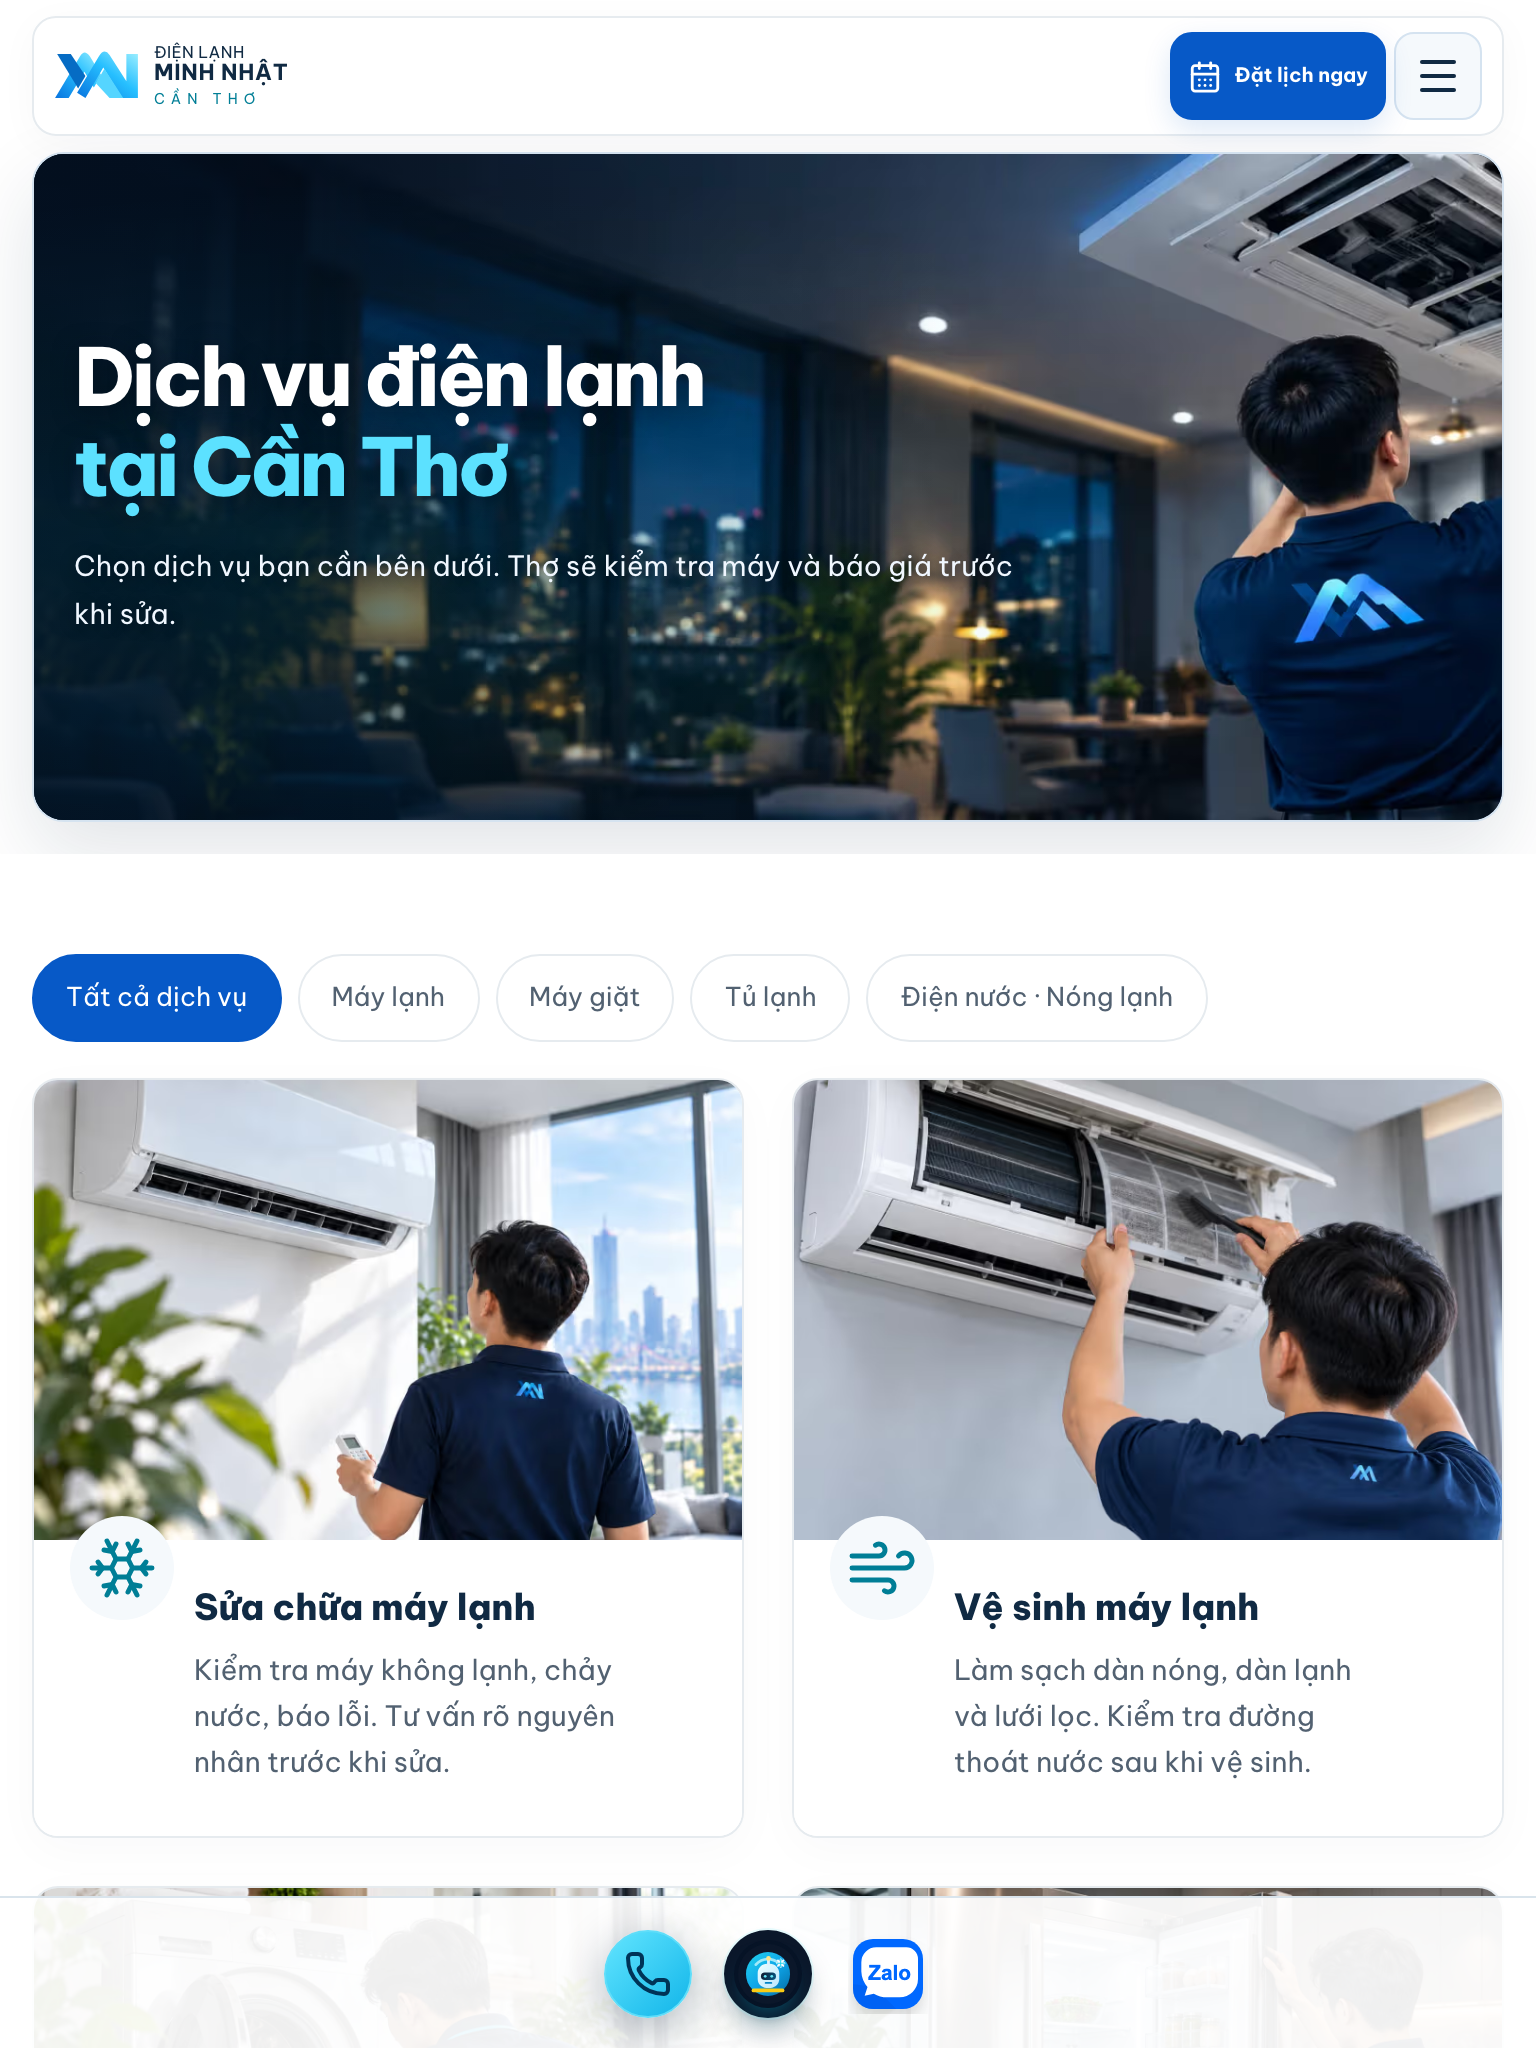 ĐIỆN LẠNH
MINH NHẬT
CẦN THƠ
Đặt lịch ngay
Dịch vụ điện lạnh
tại Cần Thơ
Chọn dịch vụ bạn cần bên dưới. Thợ sẽ kiểm tra máy và báo giá trước
khi sửa.
Tất cả dịch vụ
Máy lạnh
Máy giặt
Tủ lạnh
Điện nước · Nóng lạnh
Sửa chữa máy lạnh
Kiểm tra máy không lạnh, chảy
nước, báo lỗi. Tư vấn rõ nguyên
nhân trước khi sửa.
Vệ sinh máy lạnh
Làm sạch dàn nóng, dàn lạnh
và lưới lọc. Kiểm tra đường
thoát nước sau khi vệ sinh.
Zalo